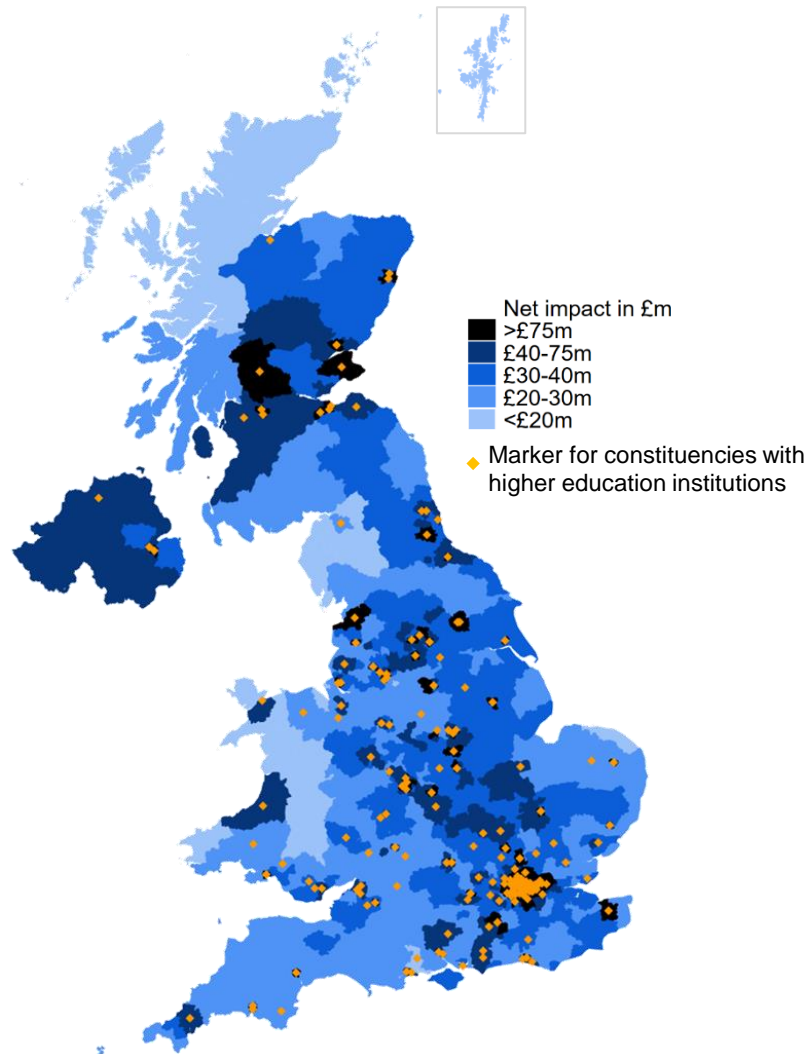 Net impact in £m
>£75m
£40-75m
£30-40m
£20-30m
<£20m
Marker for constituencies with
higher education institutions